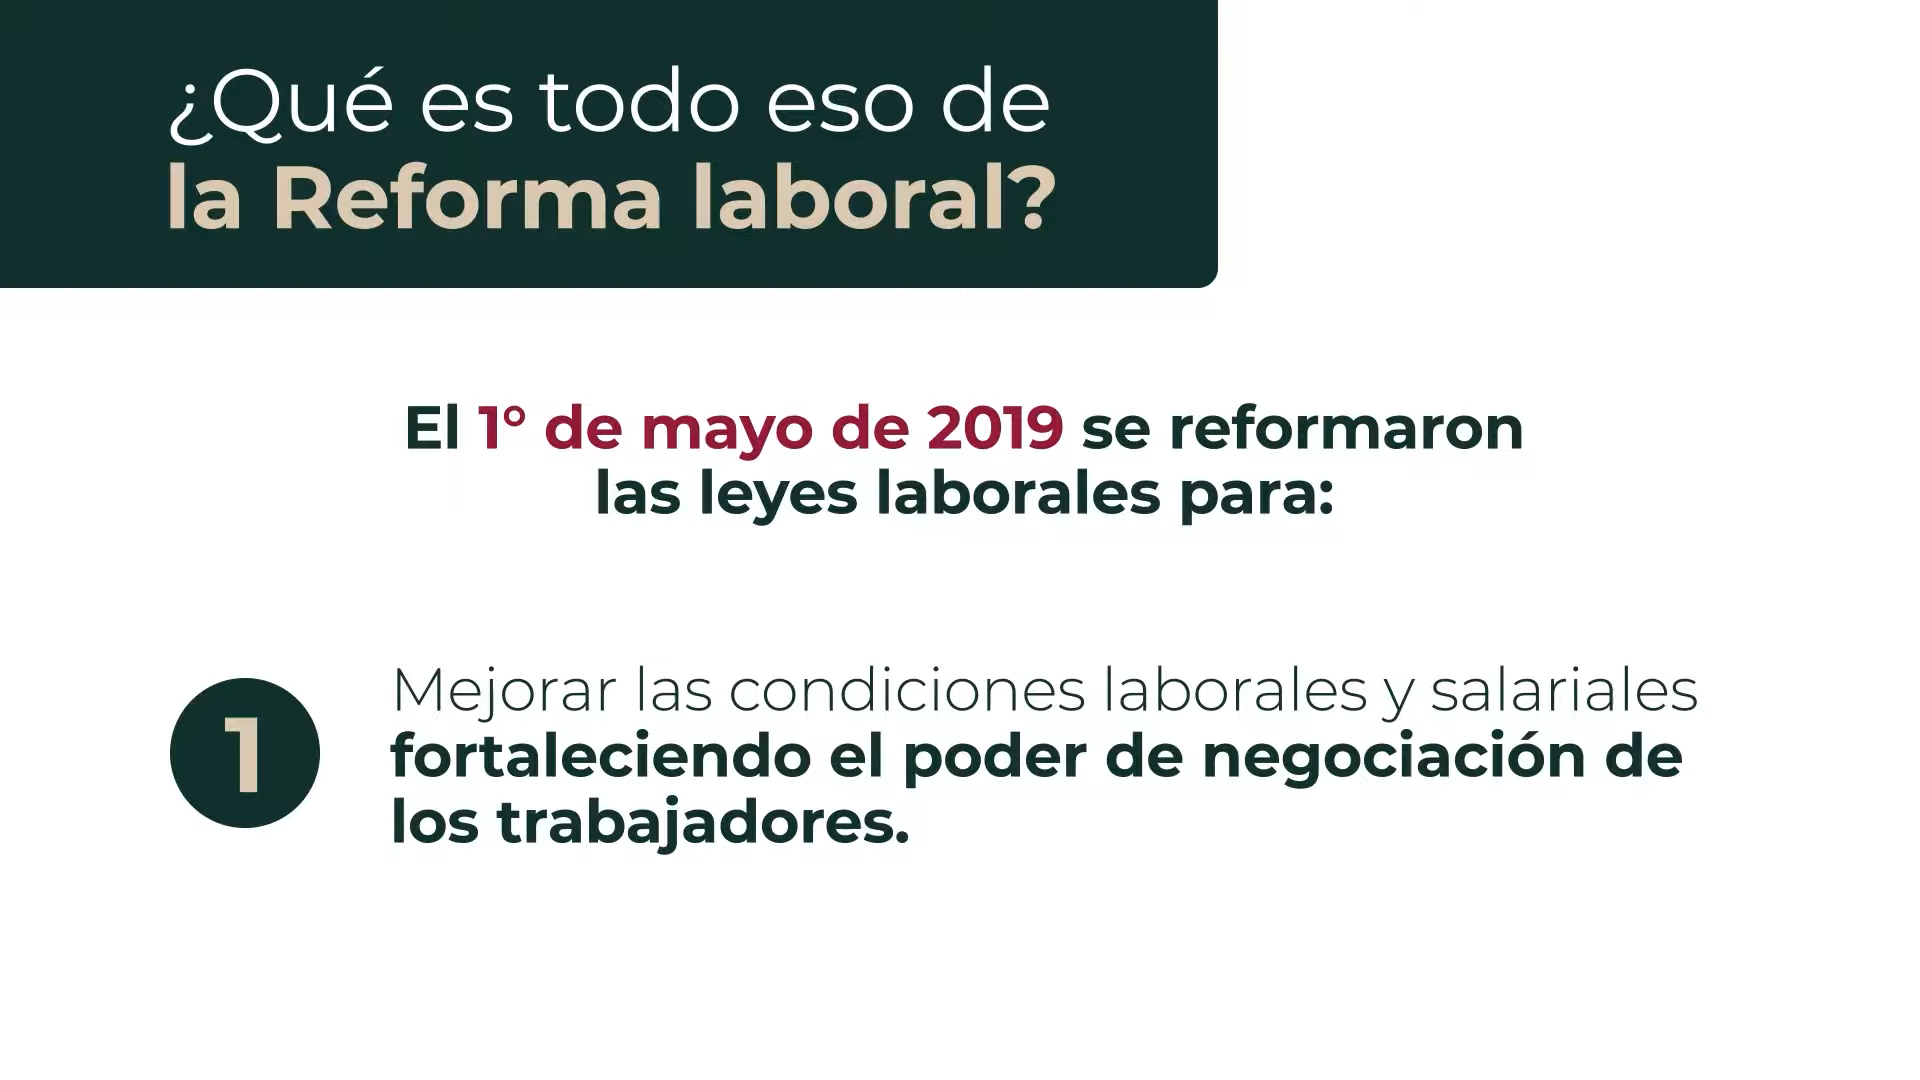 ¿Qué es todo eso de
la Reforma laboral?
El 1° de mayo de 2019 se reformaron
las leyes laborales para:
1
Mejorar las condiciones laborales y salariales
fortaleciendo el poder de negociación de
los trabajadores.